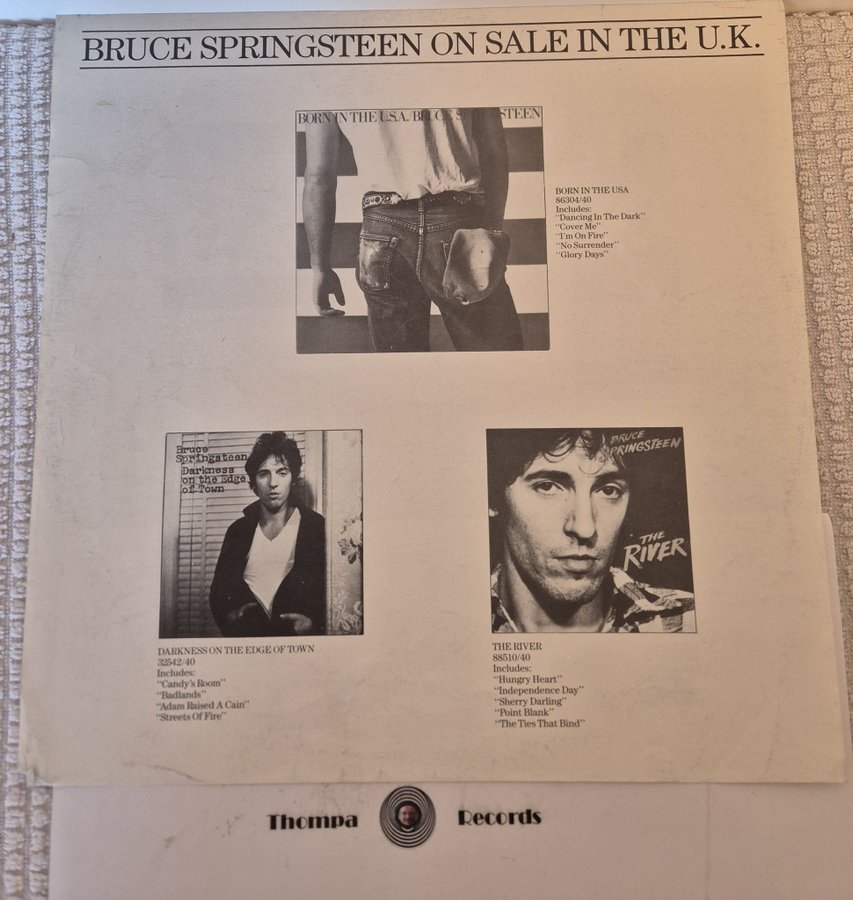 BRUCE SPRINGSTEEN ON SALE IN THE U.K.
BORN IN THE U.S.A./BRUCE S STEEN
BORN IN THE USA
86304/40
Includes:
"Dancing In The Dark"
"Cover Me"
"I'm On Fire"
"No Surrender"
"Glory Days"
Bruce
Springsteen
Darkness
on the Edge
of Town
DARKNESS ON THE EDGE OF TOWN
32542/40
Includes:
"Candy's Room"
"Badlands"
"Adam Raised A Cain"
"Streets Of Fire"
BRUCE
SPRINGSTEEN
THE
RIVER
THE RIVER
88510/40
Includes:
"Hungry Heart"
"Independence Day"
"Sherry Darling"
"Point Blank"
"The Ties That Bind"
Thompa Records